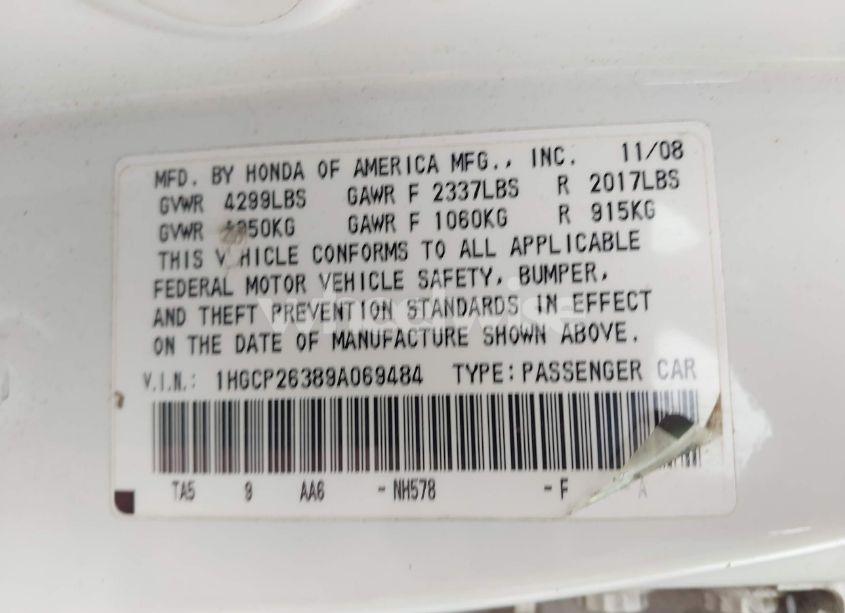 MFD. BY HONDA OF AMERICA MFG., INC. 11/08
GVWR 4299LBS GAWR F 2337LBS R 2017LBS
GVWR GAWR F 1060KG R 915KG
THIS V HICLE CONFORMS TO ALL APPLICABLE
FEDERAL MOTOR VEHICLE SAFETY, BUMPER,
AND THEFT PREVENTION STANDARDS IN EFFECT
ON THE DATE OF MANUFACTURE SHOWN ABOVE.
V.I.N.: 1HGCP26389A069484 TYPE: PASSENGER CAR
TA5 9 AA6 - NH578 - F A